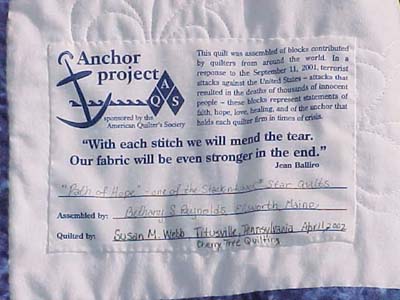 Anchor
project
AQS
sponsored by the
American Quilter's Society
This quilt was assembled of blocks contributed
by quilters from around the world. In a
response to the September 11, 2001, terrorist
attacks against the United States – attacks that
resulted in the deaths of thousands of innocent
people – these blocks represent statements of
faith, hope, love, healing, and of the anchor that
holds each quilter firm in times of crisis.
"With each stitch we will mend the tear.
Our fabric will be even stronger in the end."
Jean Balliro
"Path of Hope" - one of the Stack-n-Whack™ Star Quilts
Assembled by: Bethany S Reynolds Ellsworth, Maine
Quilted by: Susan M. Webb Titusville, Pennsylvania April 2002
Cherry Tree Quilting